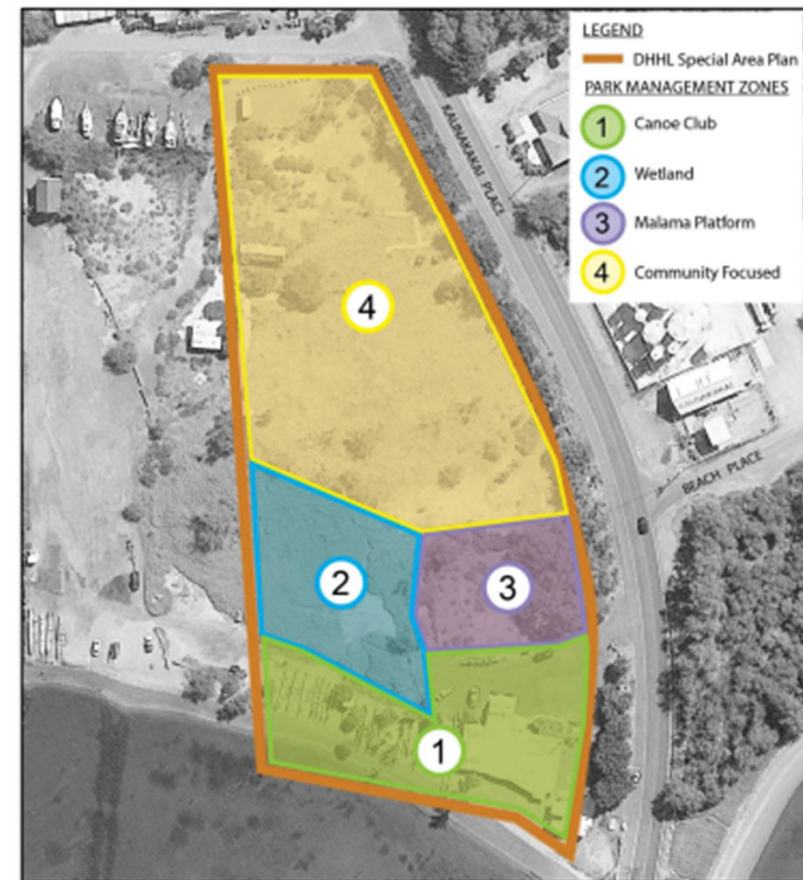 LEGEND
DHHL Special Area Plan
PARK MANAGEMENT ZONES
1 Canoe Club
2 Wetland
3 Malama Platform
4 Community Focused
KAUNAKAKAI PLACE
4
BEACH PLACE
2
3
1